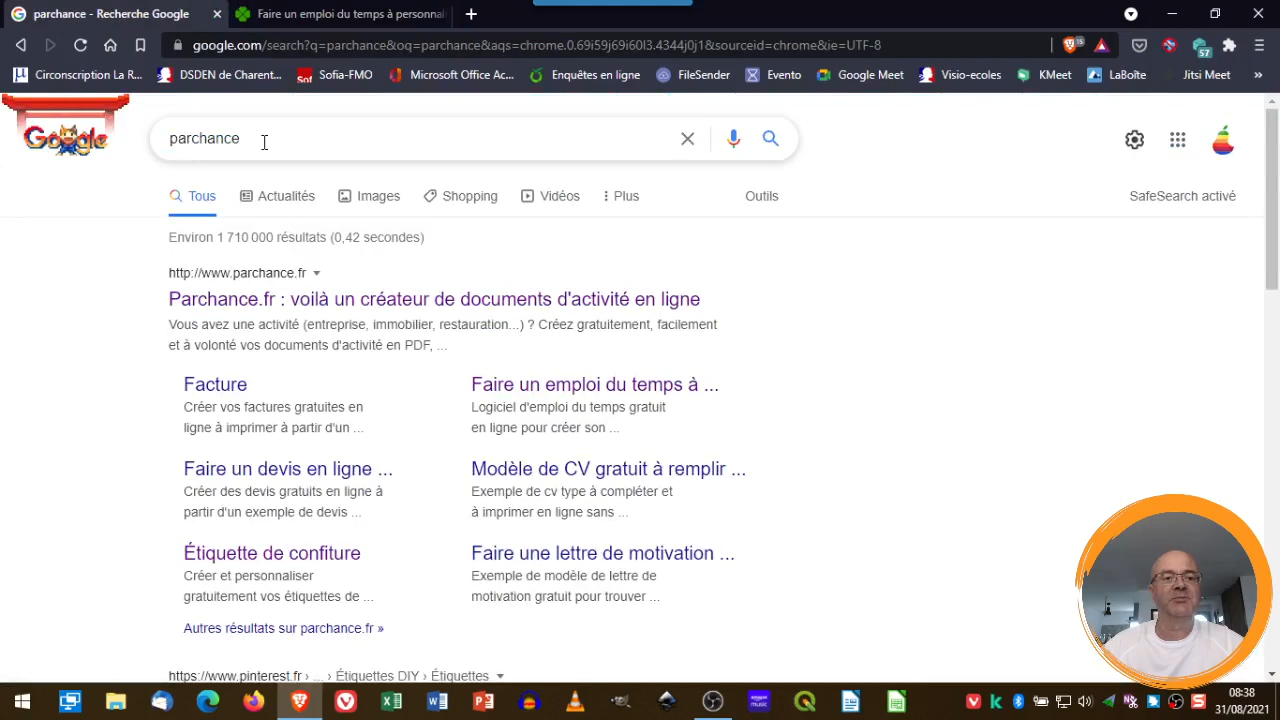 parchance - Recherche Google
Faire un emploi du temps à personnal
google.com/search?q=parchance&oq=parchance&aqs=chrome.0.69i59j69i60l3.4344j0j1&sourceid=chrome&ie=UTF-8
15
57
Circonscription La R...
DSDEN de Charent...
Sofia-FMO
Microsoft Office Ac...
Enquêtes en ligne
FileSender
Evento
Google Meet
Visio-ecoles
KMeet
LaBoîte
Jitsi Meet
»
Google
parchance
Tous
Actualités
Images
Shopping
Vidéos
Plus
Outils
SafeSearch activé
Environ 1 710 000 résultats (0,42 secondes)
http://www.parchance.fr
Parchance.fr : voilà un créateur de documents d'activité en ligne
Vous avez une activité (entreprise, immobilier, restauration...) ? Créez gratuitement, facilement
et à volonté vos documents d'activité en PDF, ...
Facture
Créer vos factures gratuites en
ligne à imprimer à partir d'un ...
Faire un emploi du temps à ...
Logiciel d'emploi du temps gratuit
en ligne pour créer son ...
Faire un devis en ligne ...
Créer des devis gratuits en ligne à
partir d'un exemple de devis ...
Modèle de CV gratuit à remplir ...
Exemple de cv type à compléter et
à imprimer en ligne sans ...
Étiquette de confiture
Créer et personnaliser
gratuitement vos étiquettes de ...
Faire une lettre de motivation ...
Exemple de modèle de lettre de
motivation gratuit pour trouver ...
Autres résultats sur parchance.fr »
https://www.pinterest.fr › ... › Étiquettes DIY › Étiquettes
08:38
31/08/2021